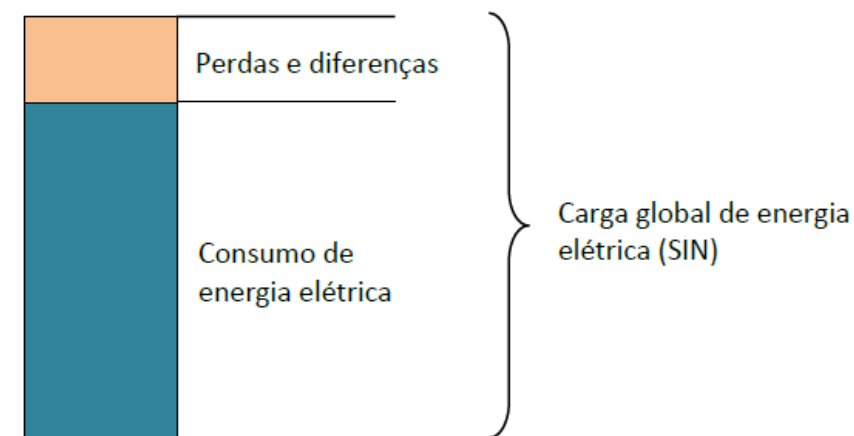 Perdas e diferenças
Consumo de
energia elétrica
Carga global de energia
elétrica (SIN)